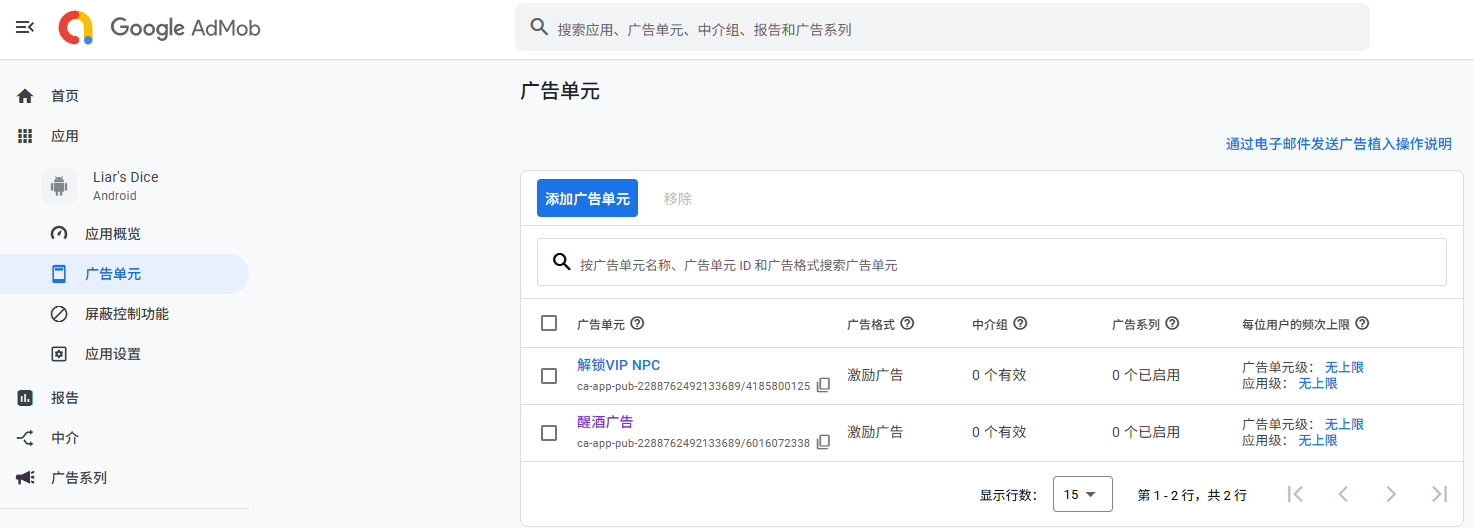 Google AdMob
搜索应用、广告单元、中介组、报告和广告系列
首页
应用
Liar's Dice
Android
应用概览
广告单元
屏蔽控制功能
应用设置
报告
中介
广告系列
广告单元
通过电子邮件发送广告植入操作说明
添加广告单元 移除
按广告单元名称、广告单元 ID 和广告格式搜索广告单元
广告单元 广告格式 中介组 广告系列 每位用户的频次上限
解锁VIP NPC
ca-app-pub-2288762492133689/4185800125
激励广告 0 个有效 0 个已启用
广告单元级： 无上限
应用级： 无上限
醒酒广告
ca-app-pub-2288762492133689/6016072338
激励广告 0 个有效 0 个已启用
广告单元级： 无上限
应用级： 无上限
显示行数： 15 第 1 - 2 行，共 2 行